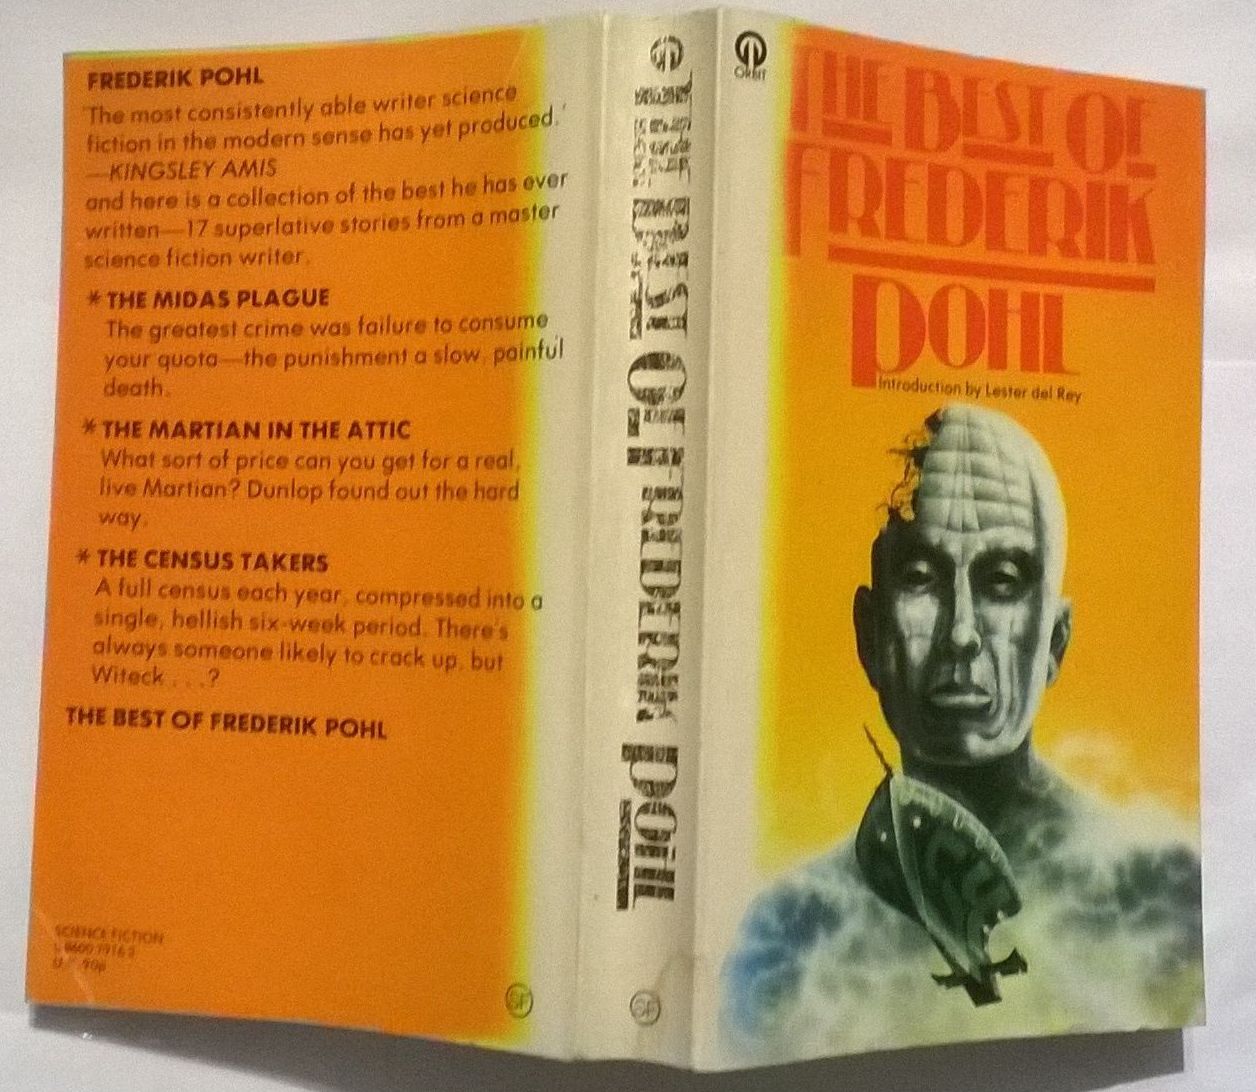 FREDERIK POHL
'The most consistently able writer science
fiction in the modern sense has yet produced.'
—KINGSLEY AMIS
and here is a collection of the best he has ever
written—17 superlative stories from a master
science fiction writer.
* THE MIDAS PLAGUE
The greatest crime was failure to consume
your quota—the punishment a slow, painful
death.
* THE MARTIAN IN THE ATTIC
What sort of price can you get for a real,
live Martian? Dunlop found out the hard
way.
* THE CENSUS TAKERS
A full census each year, compressed into a
single, hellish six-week period. There's
always someone likely to crack up, but
Witeck . . .?
THE BEST OF FREDERIK POHL
SCIENCE FICTION
90p
SF
THE BEST OF FREDERIK POHL
SF
ORBIT
THE BEST OF
FREDERIK
POHL
Introduction by Lester del Rey